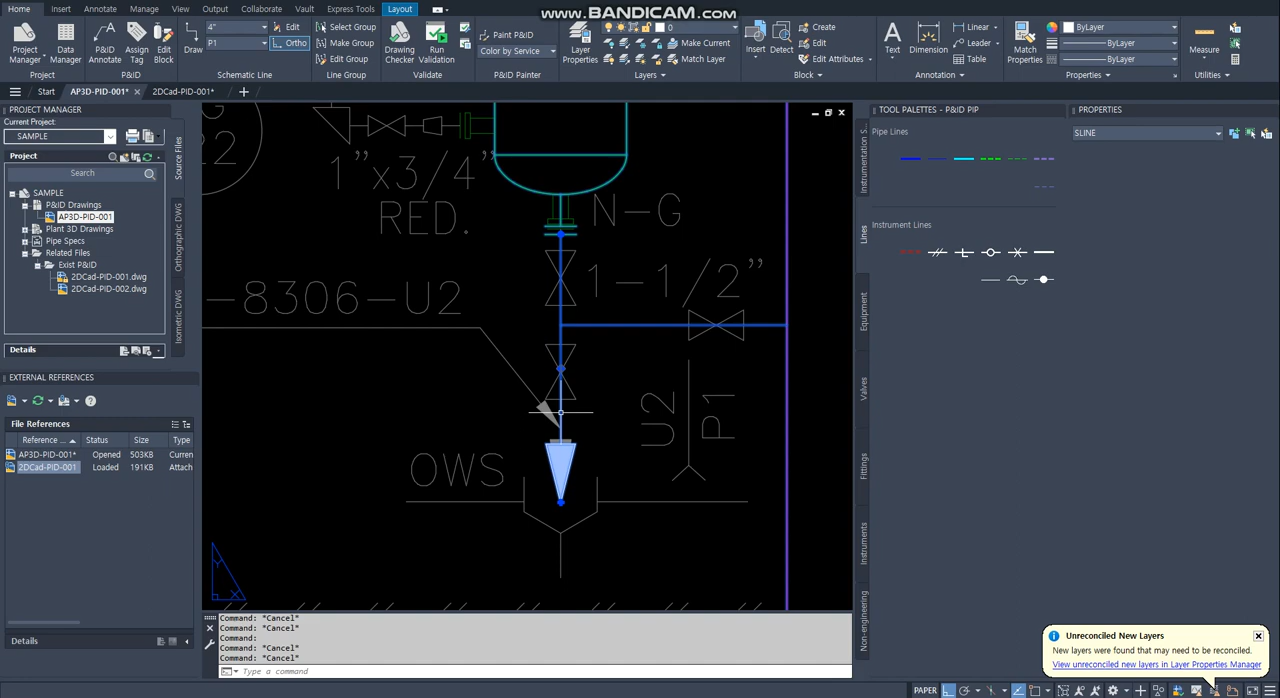 www.BANDICAM.com
Home Insert Annotate Manage View Output Collaborate Vault Express Tools Layout
Project Manager Data Manager P&ID Annotate Assign Tag Edit Block Draw 4" P1 Edit Ortho Select Group Make Group Edit Group Drawing Checker Run Validation Paint P&ID Color by Service Layer Properties 0 Make Current Match Layer Insert Detect Create Edit Edit Attributes Text Dimension Linear Leader Table Match Properties ByLayer ByLayer ByLayer Measure
Project P&ID Schematic Line Line Group Validate P&ID Painter Layers Block Annotation Properties Utilities
Start AP3D-PID-001* 2DCad-PID-001*
PROJECT MANAGER
Current Project:
SAMPLE
Project
Search
SAMPLE
P&ID Drawings
AP3D-PID-001
Plant 3D Drawings
Pipe Specs
Related Files
Exist P&ID
2DCad-PID-001.dwg
2DCad-PID-002.dwg
Details
Source Files
Orthographic DWG
Isometric DWG
EXTERNAL REFERENCES
File References
Reference ... Status Size Type
AP3D-PID-001* Opened 503KB Curren
2DCad-PID-001 Loaded 191KB Attach
Details
G
22
1"x3/4"
RED.
N-G
1-1/2"
-8306-U2
U2
P1
OWS
X
Y
Command: *Cancel*
Command: *Cancel*
Command:
Command: *Cancel*
Command: *Cancel*
Type a command
TOOL PALETTES - P&ID PIP
Pipe Lines
Instrument Lines
Instrumentation S...
Lines
Equipment
Valves
Fittings
Instruments
Non-engineering
PROPERTIES
SLINE
Unreconciled New Layers
New layers were found that may need to be reconciled.
View unreconciled new layers in Layer Properties Manager
PAPER